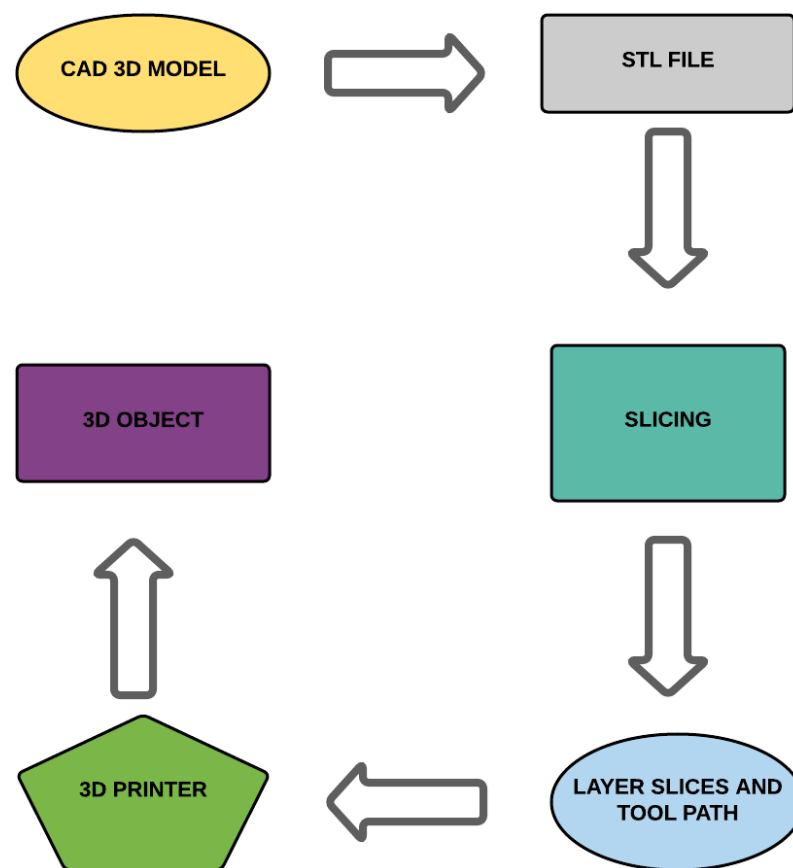 CAD 3D MODEL
STL FILE
3D OBJECT
SLICING
3D PRINTER
LAYER SLICES AND
TOOL PATH